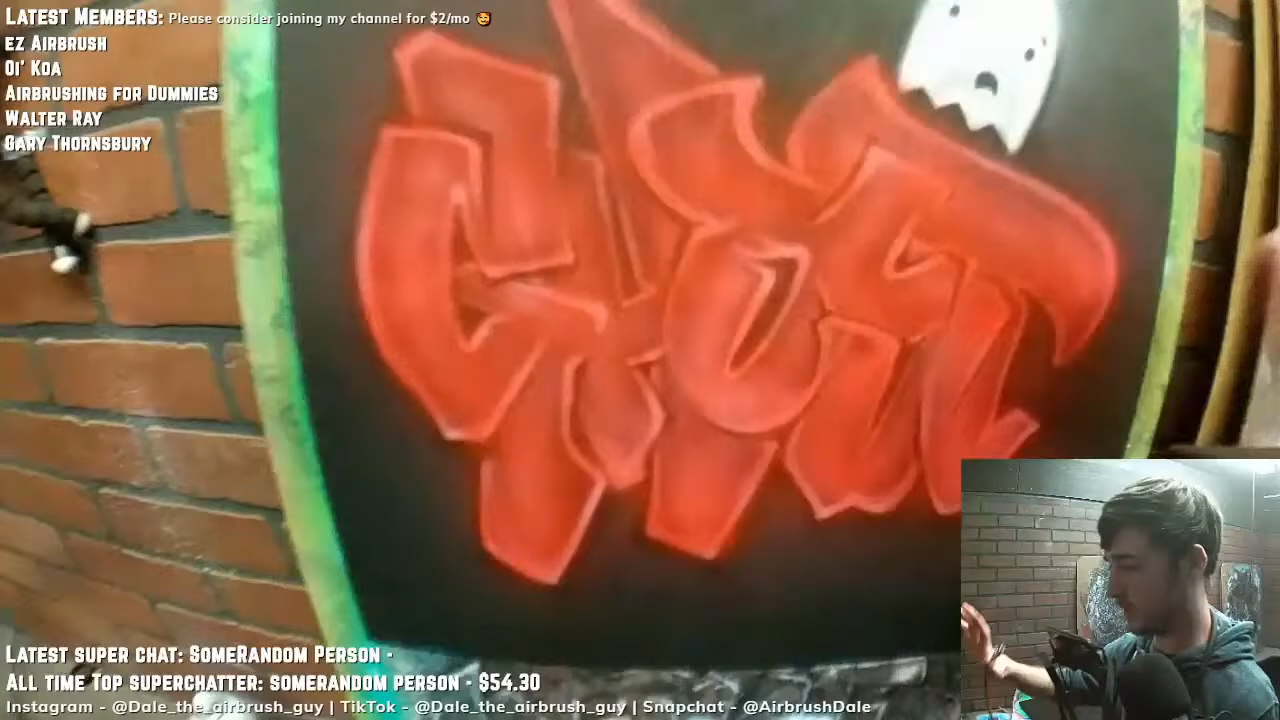 LATEST MEMBERS: Please consider joining my channel for $2/mo 🥰
EZ AIRBRUSH
OI' KOA
AIRBRUSHING FOR DUMMIES
WALTER RAY
GARY THORNSBURY
LATEST SUPER CHAT: SOMERANDOM PERSON -
ALL TIME TOP SUPERCHATTER: SOMERANDOM PERSON - $54.30
Instagram - @Dale_the_airbrush_guy | TikTok - @Dale_the_airbrush_guy | Snapchat - @AirbrushDale